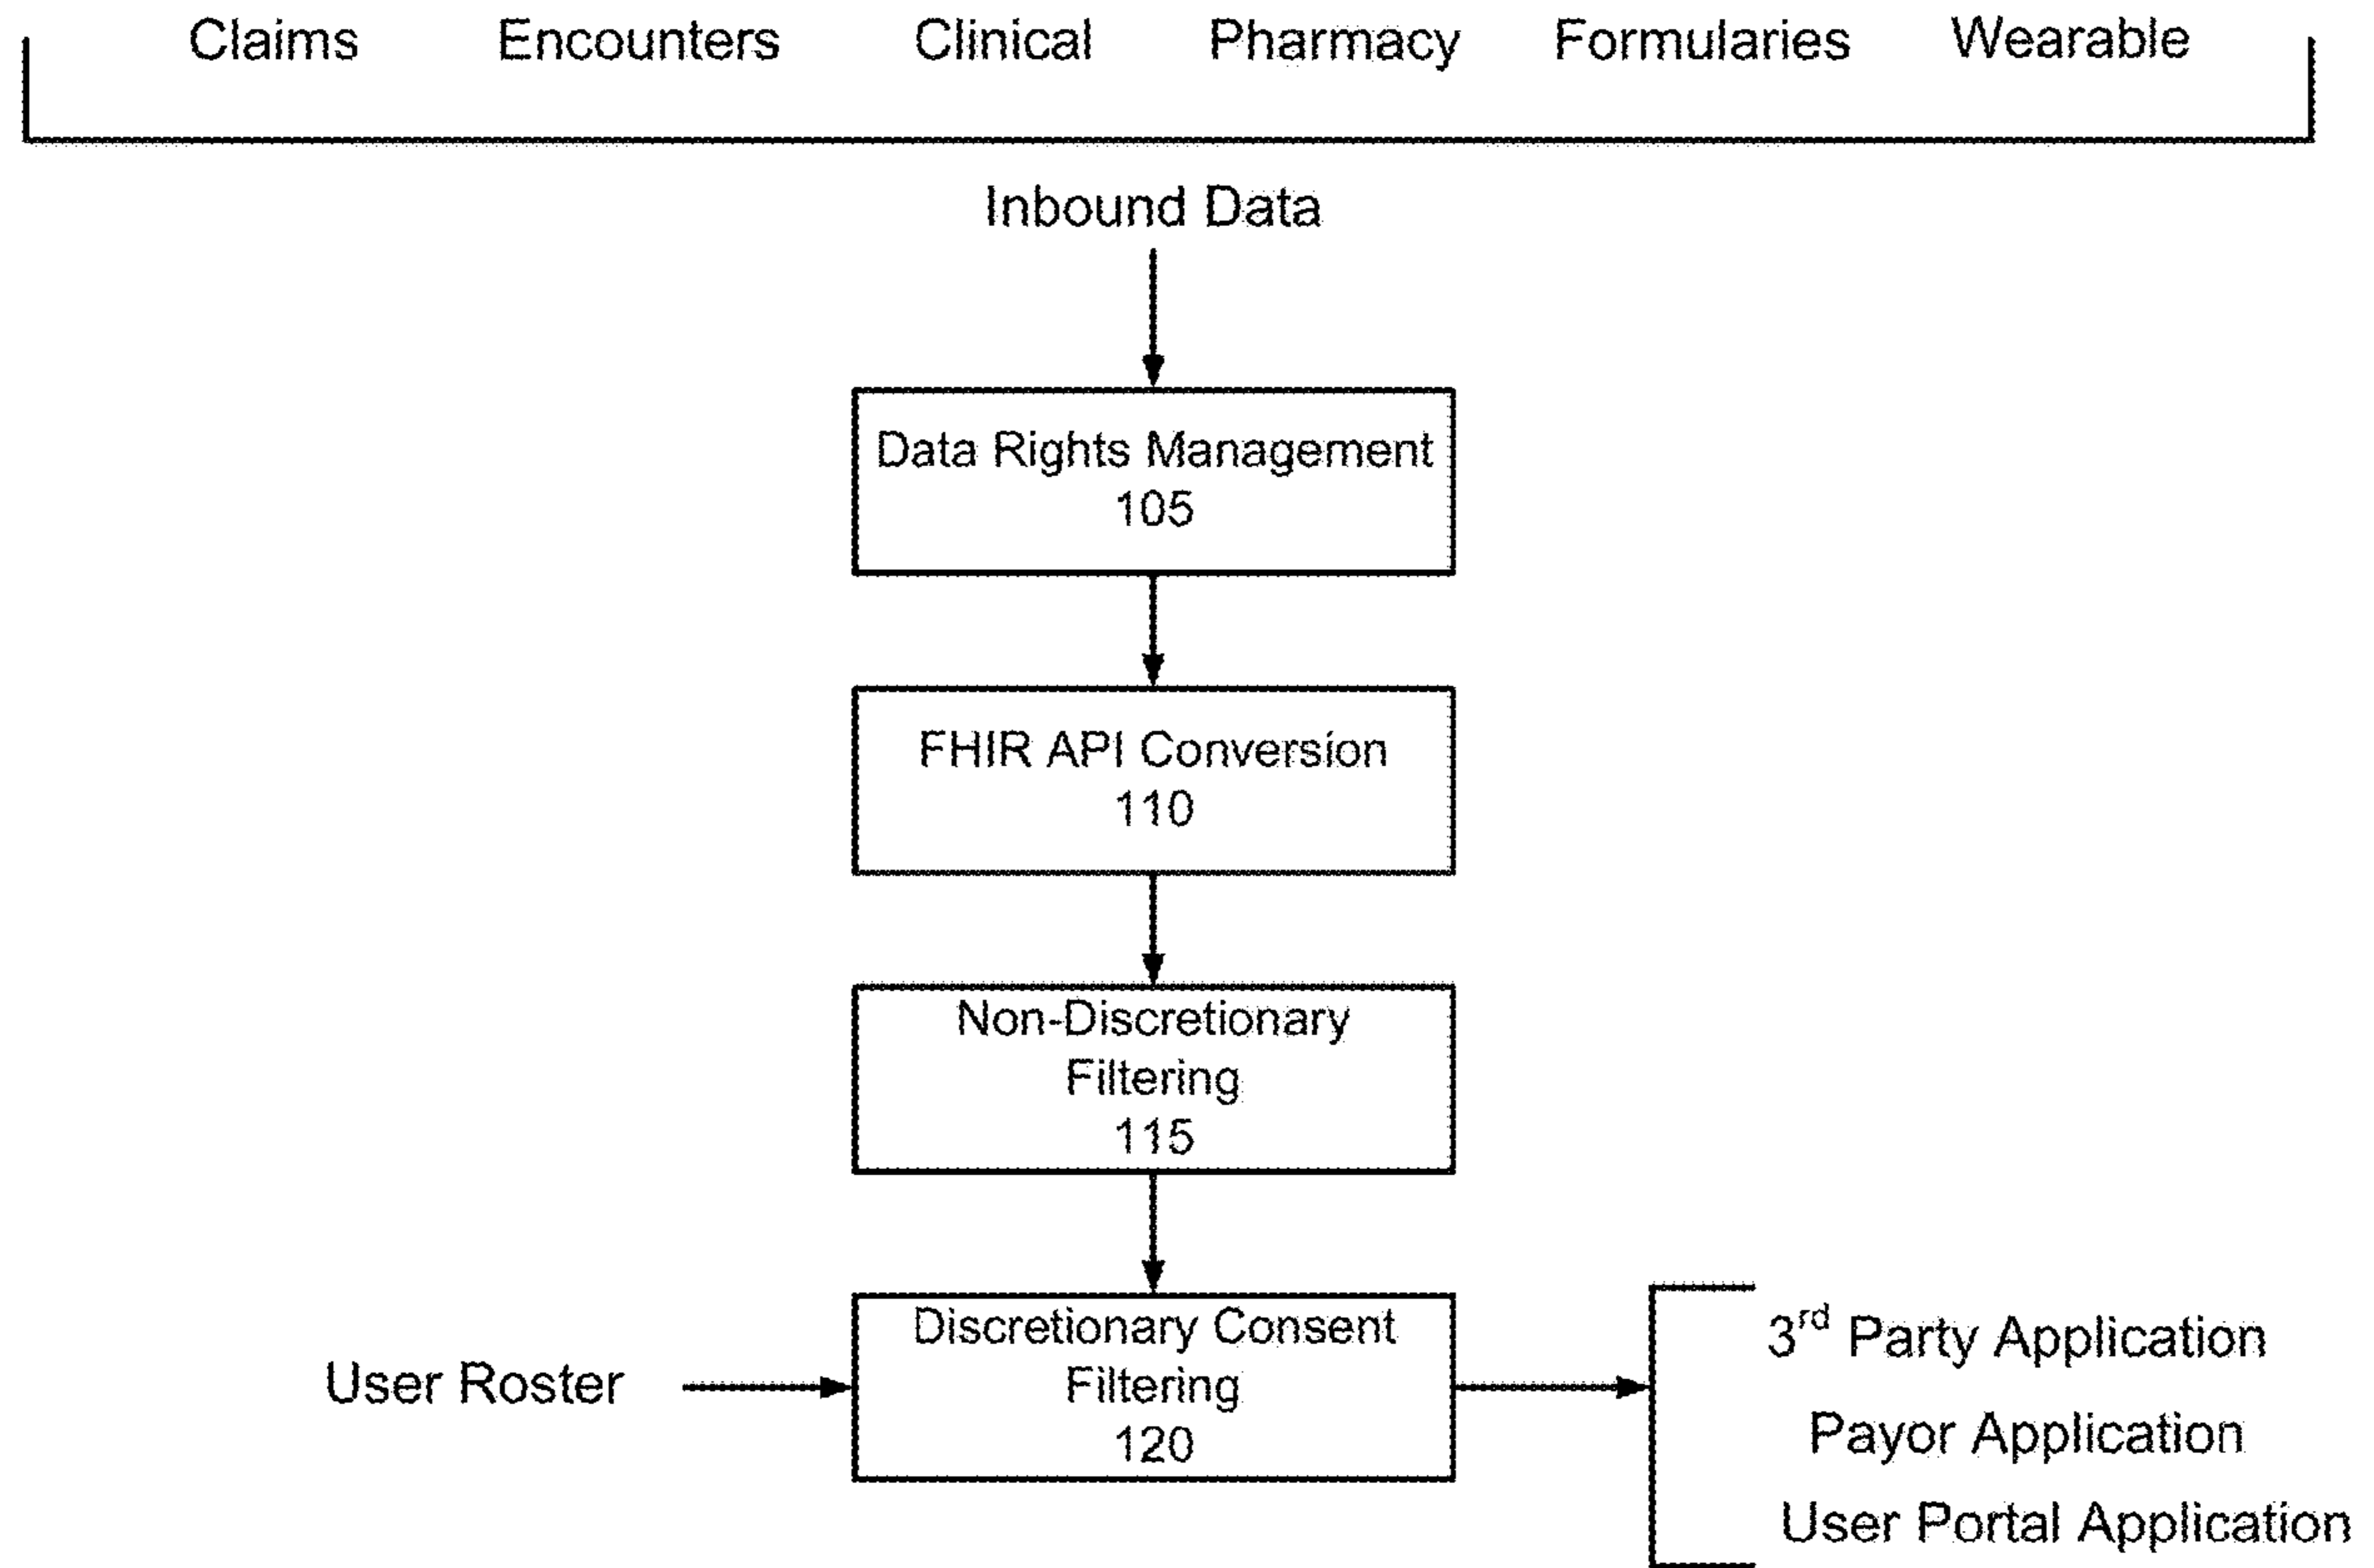 Claims Encounters Clinical Pharmacy Formularies Wearable
Inbound Data
Data Rights Management
105
FHIR API Conversion
110
Non-Discretionary
Filtering
115
User Roster
Discretionary Consent
Filtering
120
3rd Party Application
Payor Application
User Portal Application